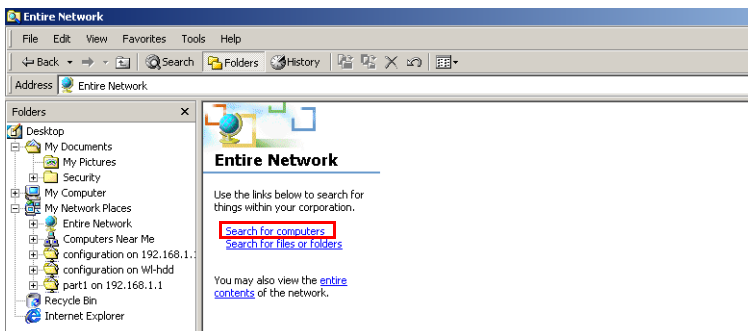 Entire Network
File Edit View Favorites Tools Help
Back Search Folders History
Address Entire Network
Folders
Desktop
My Documents
My Pictures
Security
My Computer
My Network Places
Entire Network
Computers Near Me
configuration on 192.168.1.:
configuration on Wl-hdd
part1 on 192.168.1.1
Recycle Bin
Internet Explorer
Entire Network
Use the links below to search for
things within your corporation.
Search for computers
Search for files or folders
You may also view the entire
contents of the network.